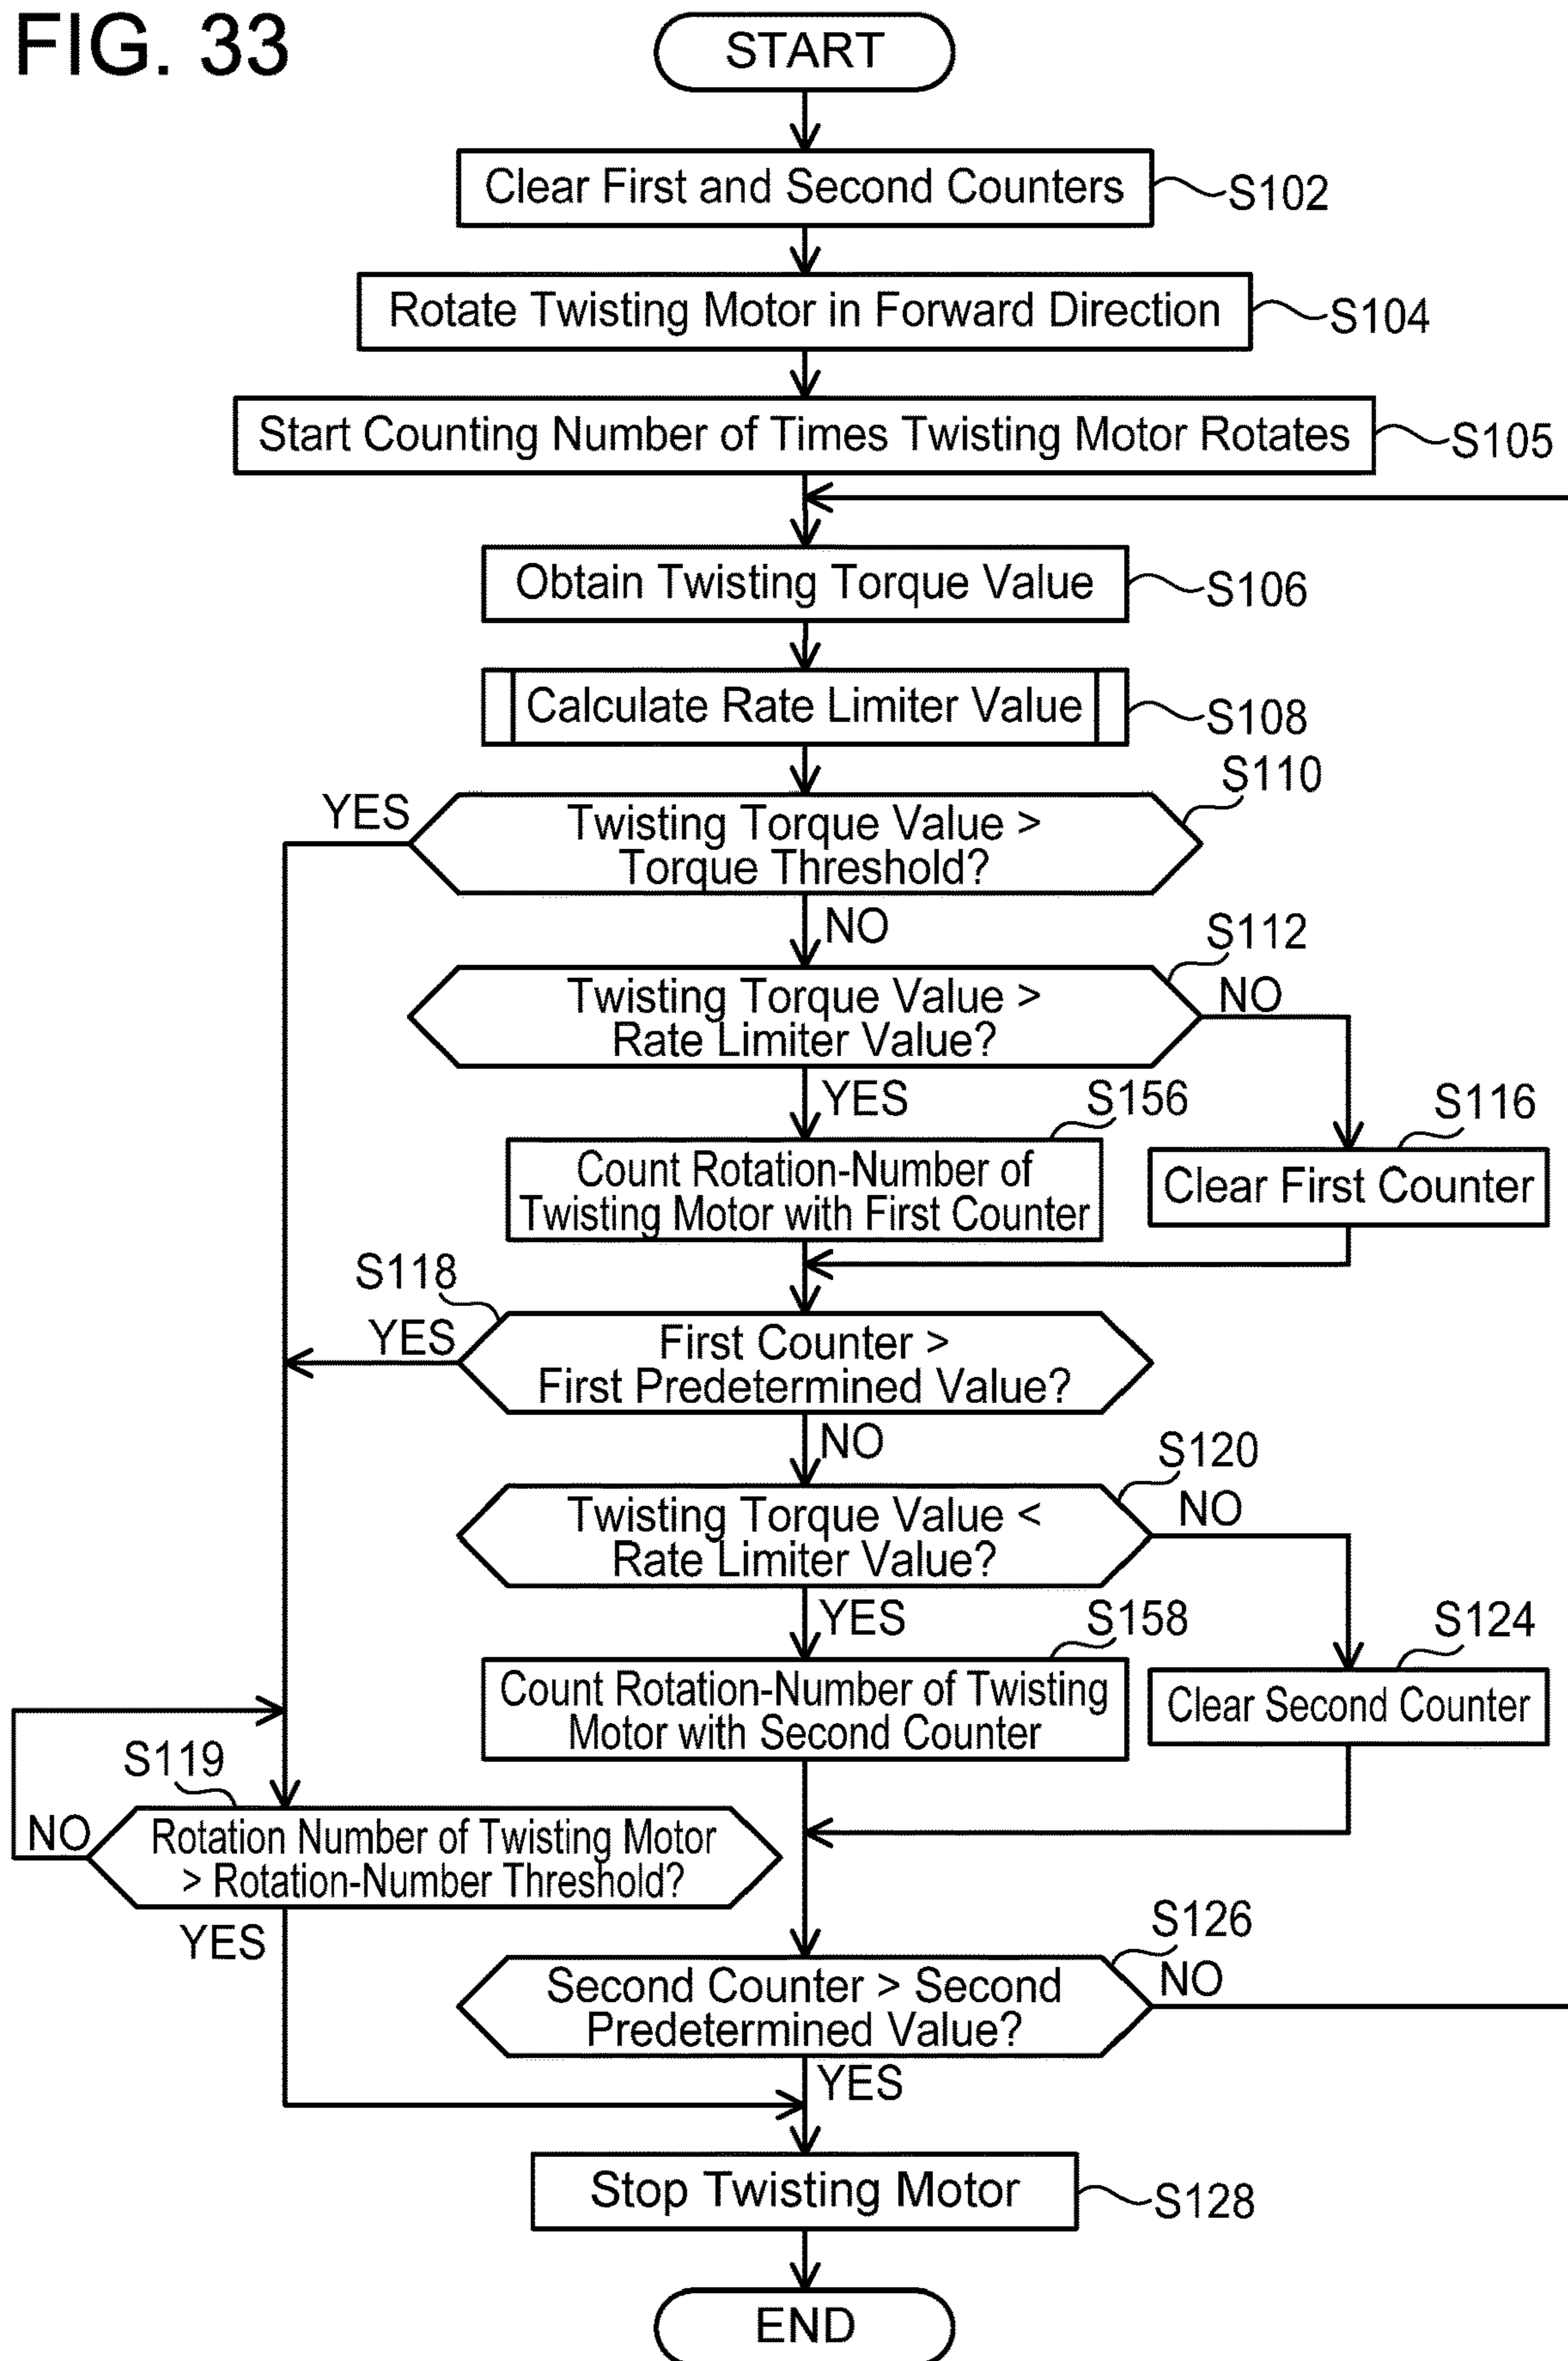 FIG. 33
START
Clear First and Second Counters
S102
Rotate Twisting Motor in Forward Direction
S104
Start Counting Number of Times Twisting Motor Rotates
S105
Obtain Twisting Torque Value
S106
Calculate Rate Limiter Value
S108
S110
YES
Twisting Torque Value >
Torque Threshold?
NO
S112
Twisting Torque Value >
Rate Limiter Value?
NO
YES
S156
S116
Count Rotation-Number of
Twisting Motor with First Counter
Clear First Counter
S118
YES
First Counter >
First Predetermined Value?
NO
S120
Twisting Torque Value <
Rate Limiter Value?
NO
YES
S158
S124
Count Rotation-Number of Twisting
Motor with Second Counter
Clear Second Counter
S119
NO
Rotation Number of Twisting Motor
> Rotation-Number Threshold?
YES
S126
Second Counter > Second
Predetermined Value?
NO
YES
Stop Twisting Motor
S128
END